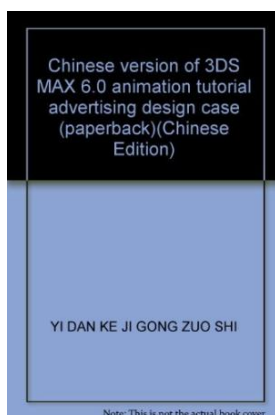 Chinese version of 3DS
MAX 6.0 animation tutorial
advertising design case
(paperback)(Chinese
Edition)
YI DAN KE JI GONG ZUO SHI
Note: This is not the actual book cover